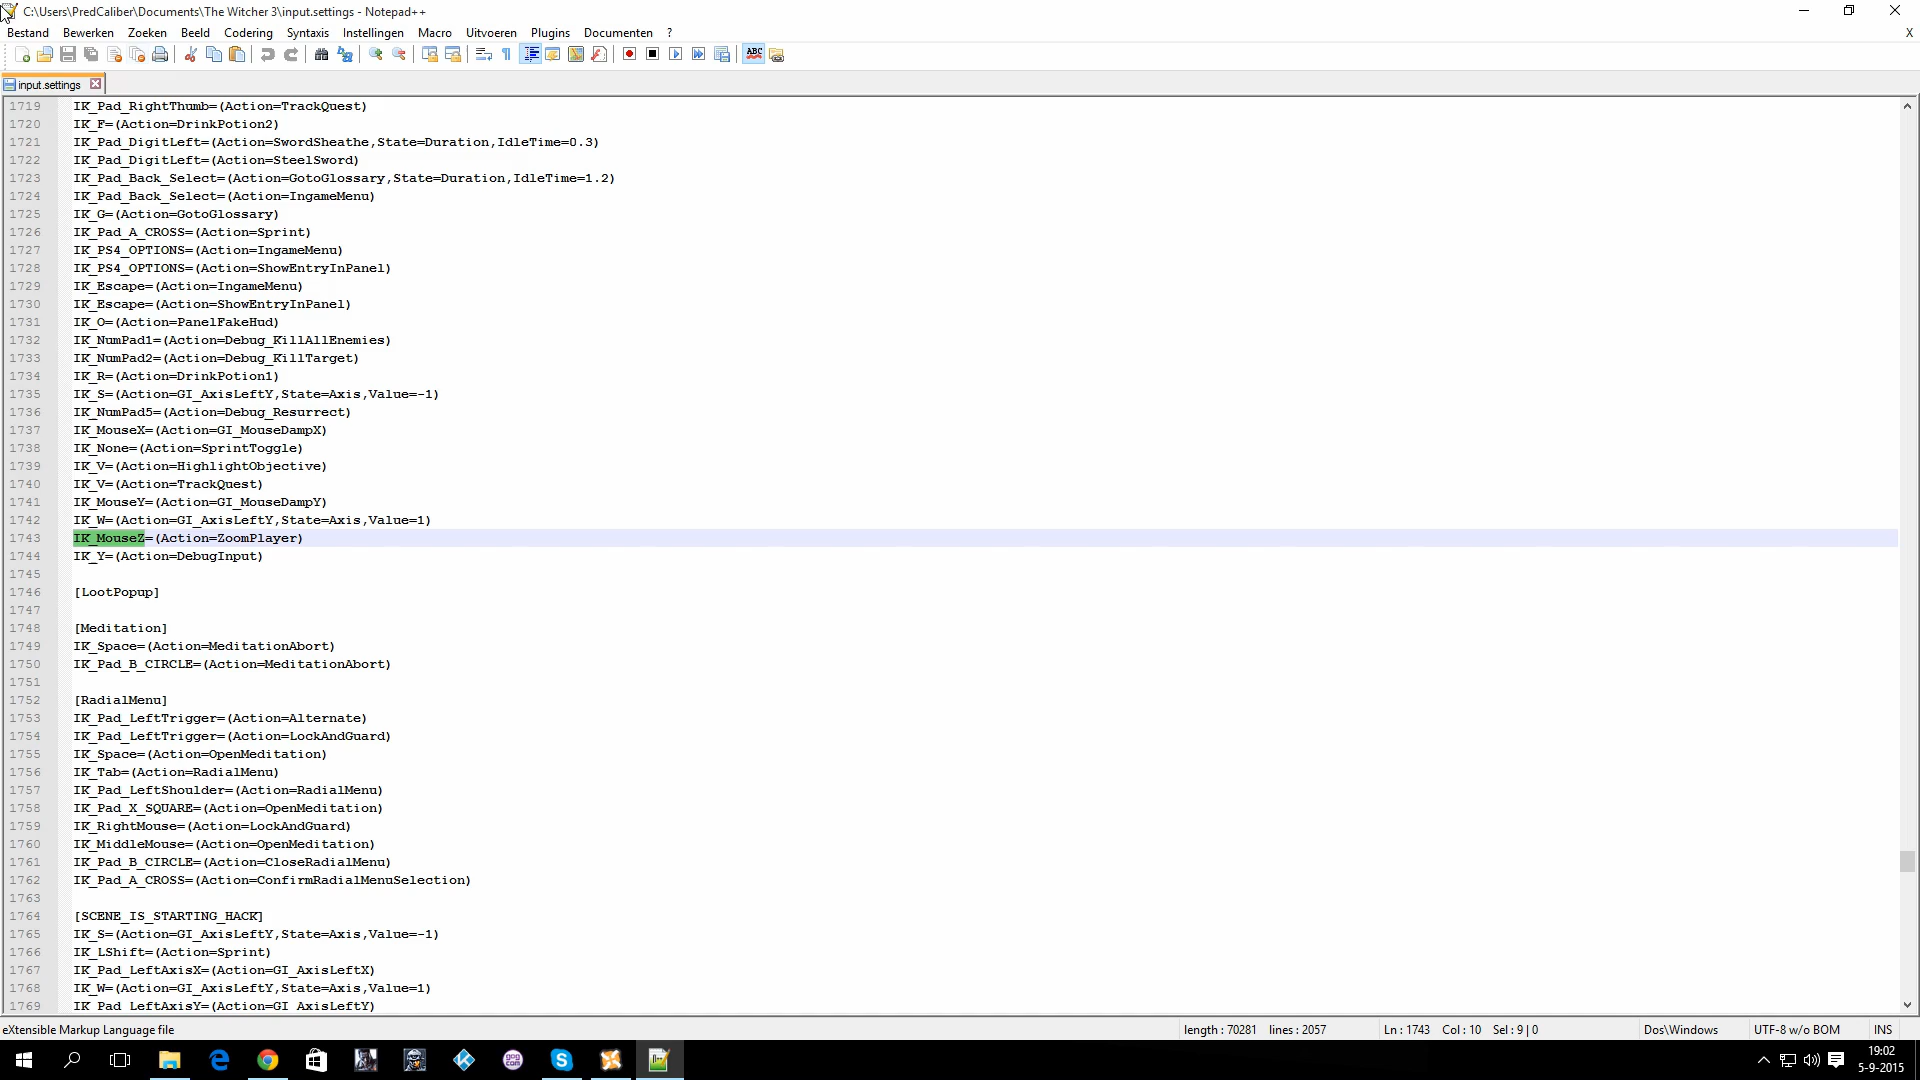 C:\Users\PredCaliber\Documents\The Witcher 3\input.settings - Notepad++
Bestand Bewerken Zoeken Beeld Codering Syntaxis Instellingen Macro Uitvoeren Plugins Documenten ? X
ABC
input.settings
1719 IK_Pad_RightThumb=(Action=TrackQuest)
1720 IK_F=(Action=DrinkPotion2)
1721 IK_Pad_DigitLeft=(Action=SwordSheathe,State=Duration,IdleTime=0.3)
1722 IK_Pad_DigitLeft=(Action=SteelSword)
1723 IK_Pad_Back_Select=(Action=GotoGlossary,State=Duration,IdleTime=1.2)
1724 IK_Pad_Back_Select=(Action=IngameMenu)
1725 IK_G=(Action=GotoGlossary)
1726 IK_Pad_A_CROSS=(Action=Sprint)
1727 IK_PS4_OPTIONS=(Action=IngameMenu)
1728 IK_PS4_OPTIONS=(Action=ShowEntryInPanel)
1729 IK_Escape=(Action=IngameMenu)
1730 IK_Escape=(Action=ShowEntryInPanel)
1731 IK_O=(Action=PanelFakeHud)
1732 IK_NumPad1=(Action=Debug_KillAllEnemies)
1733 IK_NumPad2=(Action=Debug_KillTarget)
1734 IK_R=(Action=DrinkPotion1)
1735 IK_S=(Action=GI_AxisLeftY,State=Axis,Value=-1)
1736 IK_NumPad5=(Action=Debug_Resurrect)
1737 IK_MouseX=(Action=GI_MouseDampX)
1738 IK_None=(Action=SprintToggle)
1739 IK_V=(Action=HighlightObjective)
1740 IK_V=(Action=TrackQuest)
1741 IK_MouseY=(Action=GI_MouseDampY)
1742 IK_W=(Action=GI_AxisLeftY,State=Axis,Value=1)
1743 IK_MouseZ=(Action=ZoomPlayer)
1744 IK_Y=(Action=DebugInput)
1745
1746 [LootPopup]
1747
1748 [Meditation]
1749 IK_Space=(Action=MeditationAbort)
1750 IK_Pad_B_CIRCLE=(Action=MeditationAbort)
1751
1752 [RadialMenu]
1753 IK_Pad_LeftTrigger=(Action=Alternate)
1754 IK_Pad_LeftTrigger=(Action=LockAndGuard)
1755 IK_Space=(Action=OpenMeditation)
1756 IK_Tab=(Action=RadialMenu)
1757 IK_Pad_LeftShoulder=(Action=RadialMenu)
1758 IK_Pad_X_SQUARE=(Action=OpenMeditation)
1759 IK_RightMouse=(Action=LockAndGuard)
1760 IK_MiddleMouse=(Action=OpenMeditation)
1761 IK_Pad_B_CIRCLE=(Action=CloseRadialMenu)
1762 IK_Pad_A_CROSS=(Action=ConfirmRadialMenuSelection)
1763
1764 [SCENE_IS_STARTING_HACK]
1765 IK_S=(Action=GI_AxisLeftY,State=Axis,Value=-1)
1766 IK_LShift=(Action=Sprint)
1767 IK_Pad_LeftAxisX=(Action=GI_AxisLeftX)
1768 IK_W=(Action=GI_AxisLeftY,State=Axis,Value=1)
1769 IK_Pad_LeftAxisY=(Action=GI_AxisLeftY)
eXtensible Markup Language file length : 70281 lines : 2057 Ln : 1743 Col : 10 Sel : 9 | 0 Dos\Windows UTF-8 w/o BOM INS
gog com
19:02
5-9-2015